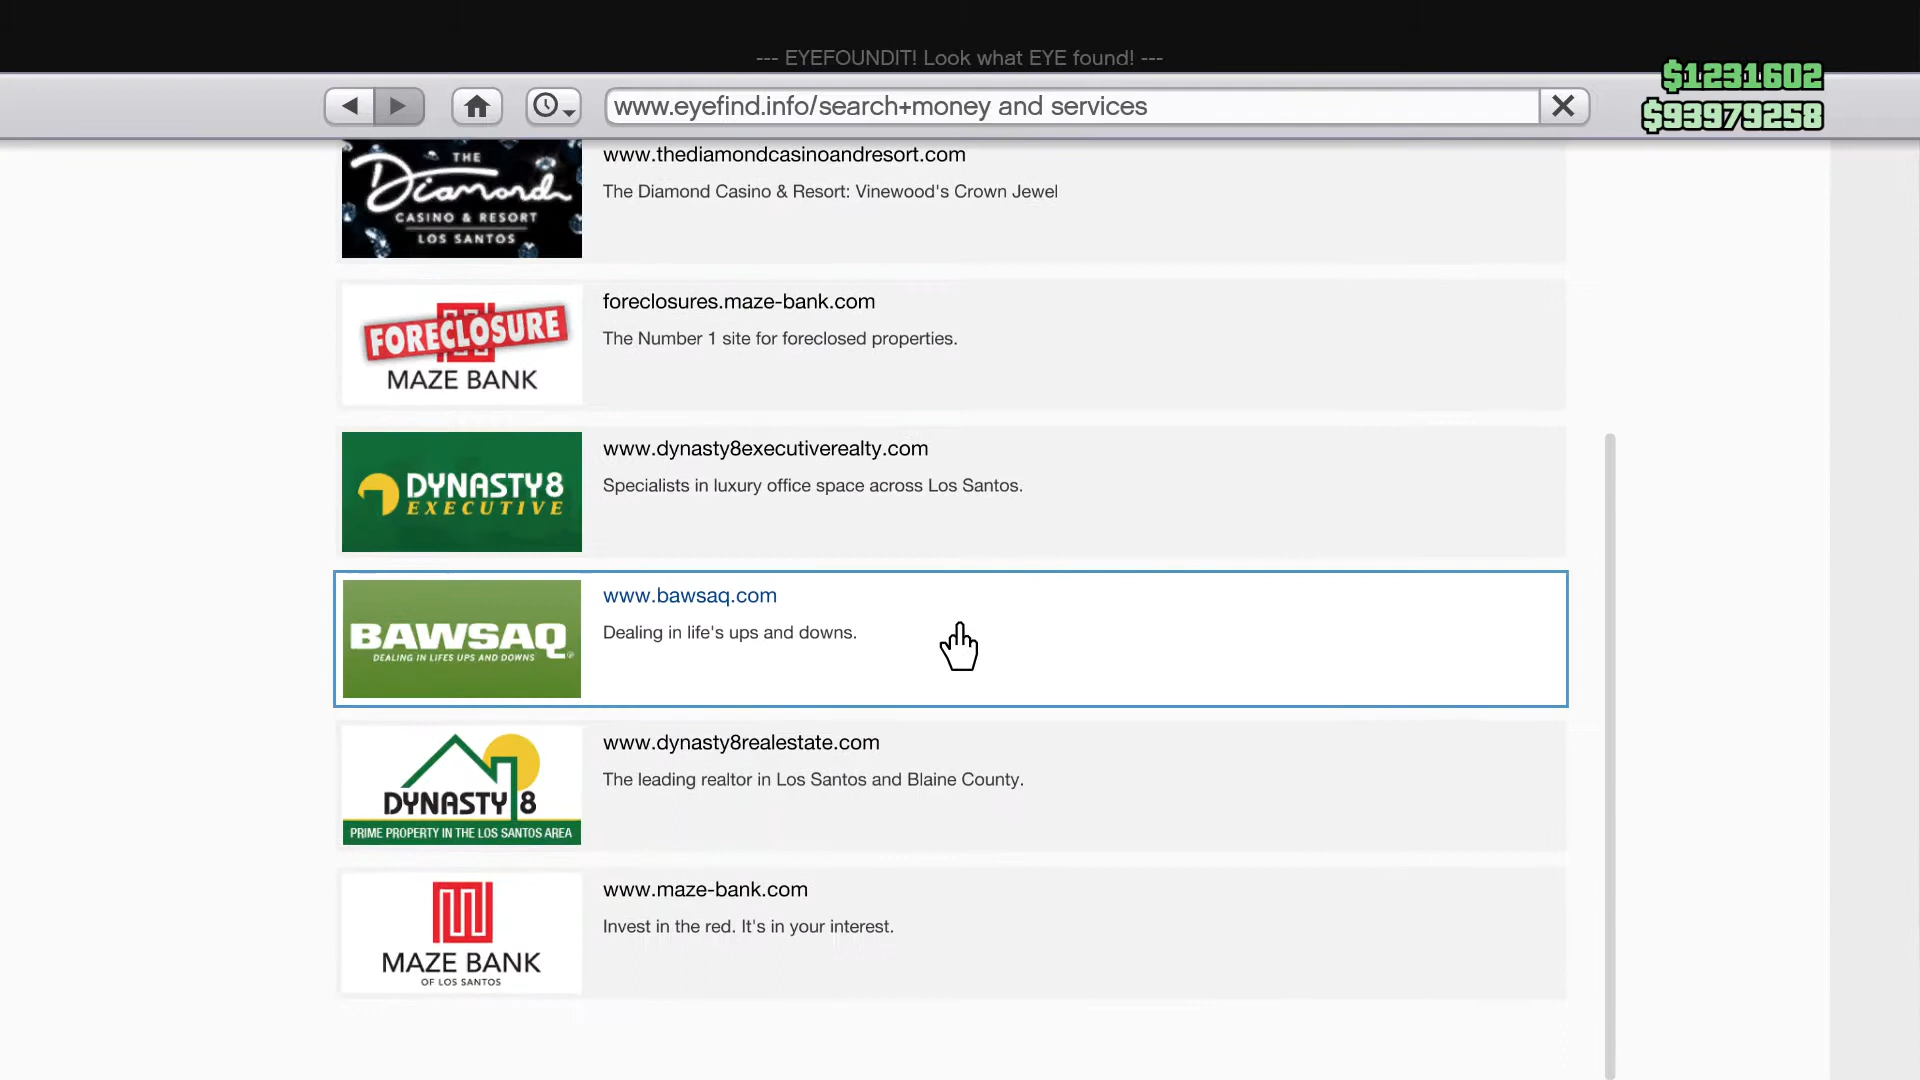 --- EYEFOUNDIT! Look what EYE found! ---
$1231602
www.eyefind.info/search+money and services
$93979258
THE
Diamond
CASINO & RESORT
LOS SANTOS
www.thediamondcasinoandresort.com
The Diamond Casino & Resort: Vinewood's Crown Jewel
FORECLOSURE
MAZE BANK
foreclosures.maze-bank.com
The Number 1 site for foreclosed properties.
DYNASTY8
EXECUTIVE
www.dynasty8executiverealty.com
Specialists in luxury office space across Los Santos.
BAWSAQ
DEALING IN LIFES UPS AND DOWNS
www.bawsaq.com
Dealing in life's ups and downs.
DYNASTY 8
PRIME PROPERTY IN THE LOS SANTOS AREA
www.dynasty8realestate.com
The leading realtor in Los Santos and Blaine County.
MAZE BANK
OF LOS SANTOS
www.maze-bank.com
Invest in the red. It's in your interest.